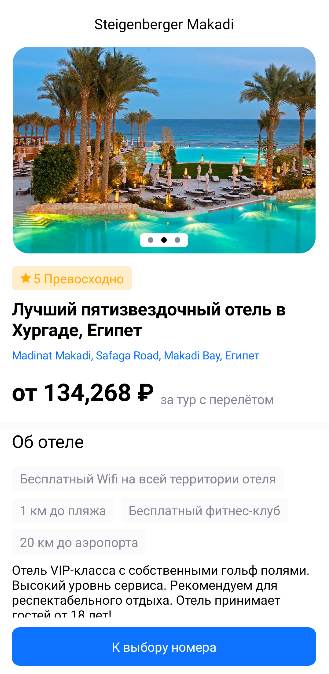 Steigenberger Makadi
5 Превосходно
Лучший пятизвездочный отель в
Хургаде, Египет
Madinat Makadi, Safaga Road, Makadi Bay, Египет
от 134,268 ₽ за тур с перелётом
Об отеле
Бесплатный Wifi на всей территории отеля
1 км до пляжа Бесплатный фитнес-клуб
20 км до аэропорта
Отель VIP-класса с собственными гольф полями.
Высокий уровень сервиса. Рекомендуем для
респектабельного отдыха. Отель принимает
гостей от 18 лет!
К выбору номера